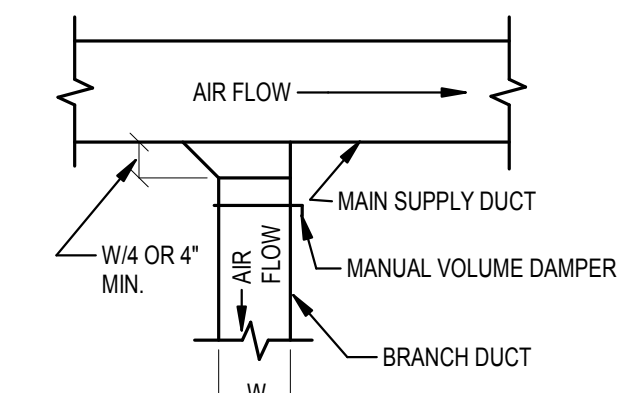 AIR FLOW
MAIN SUPPLY DUCT
W/4 OR 4"
MIN.
AIR
FLOW
MANUAL VOLUME DAMPER
BRANCH DUCT
W